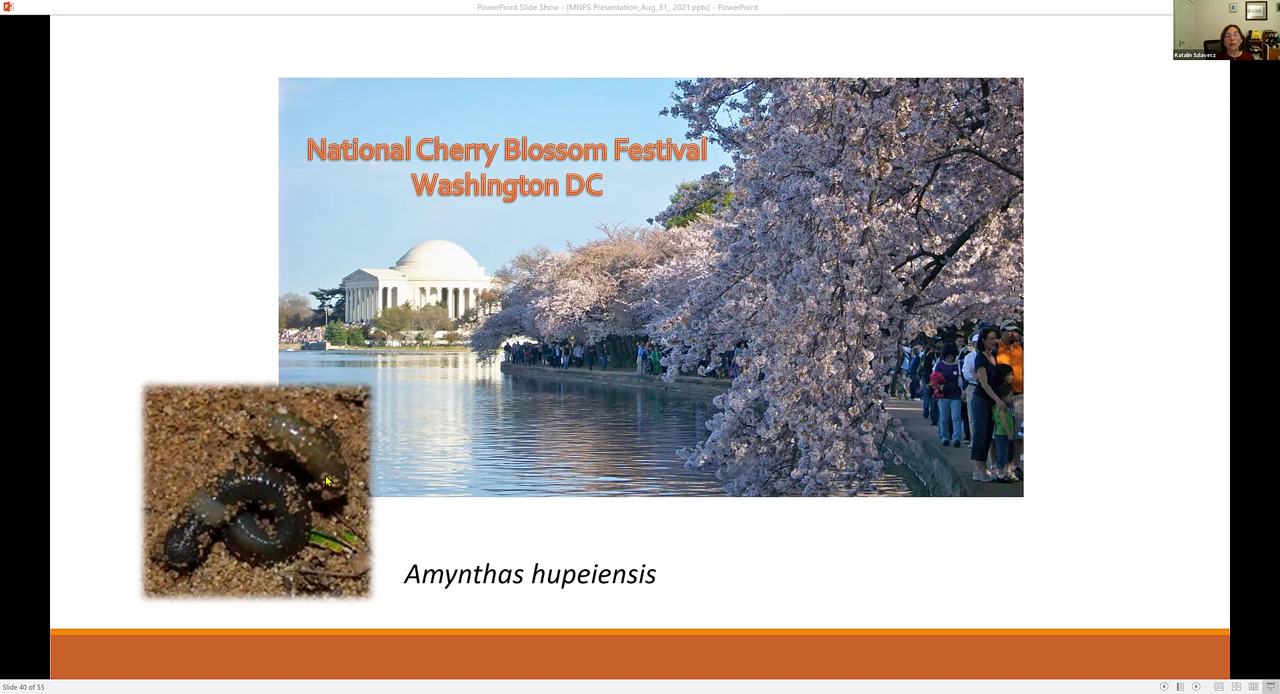 PowerPoint Slide Show - [MNPS Presentation_Aug_31, 2021.pptx] - PowerPoint
Katalin Szlavecz
National Cherry Blossom Festival
Washington DC
Amynthas hupeiensis
Slide 40 of 55